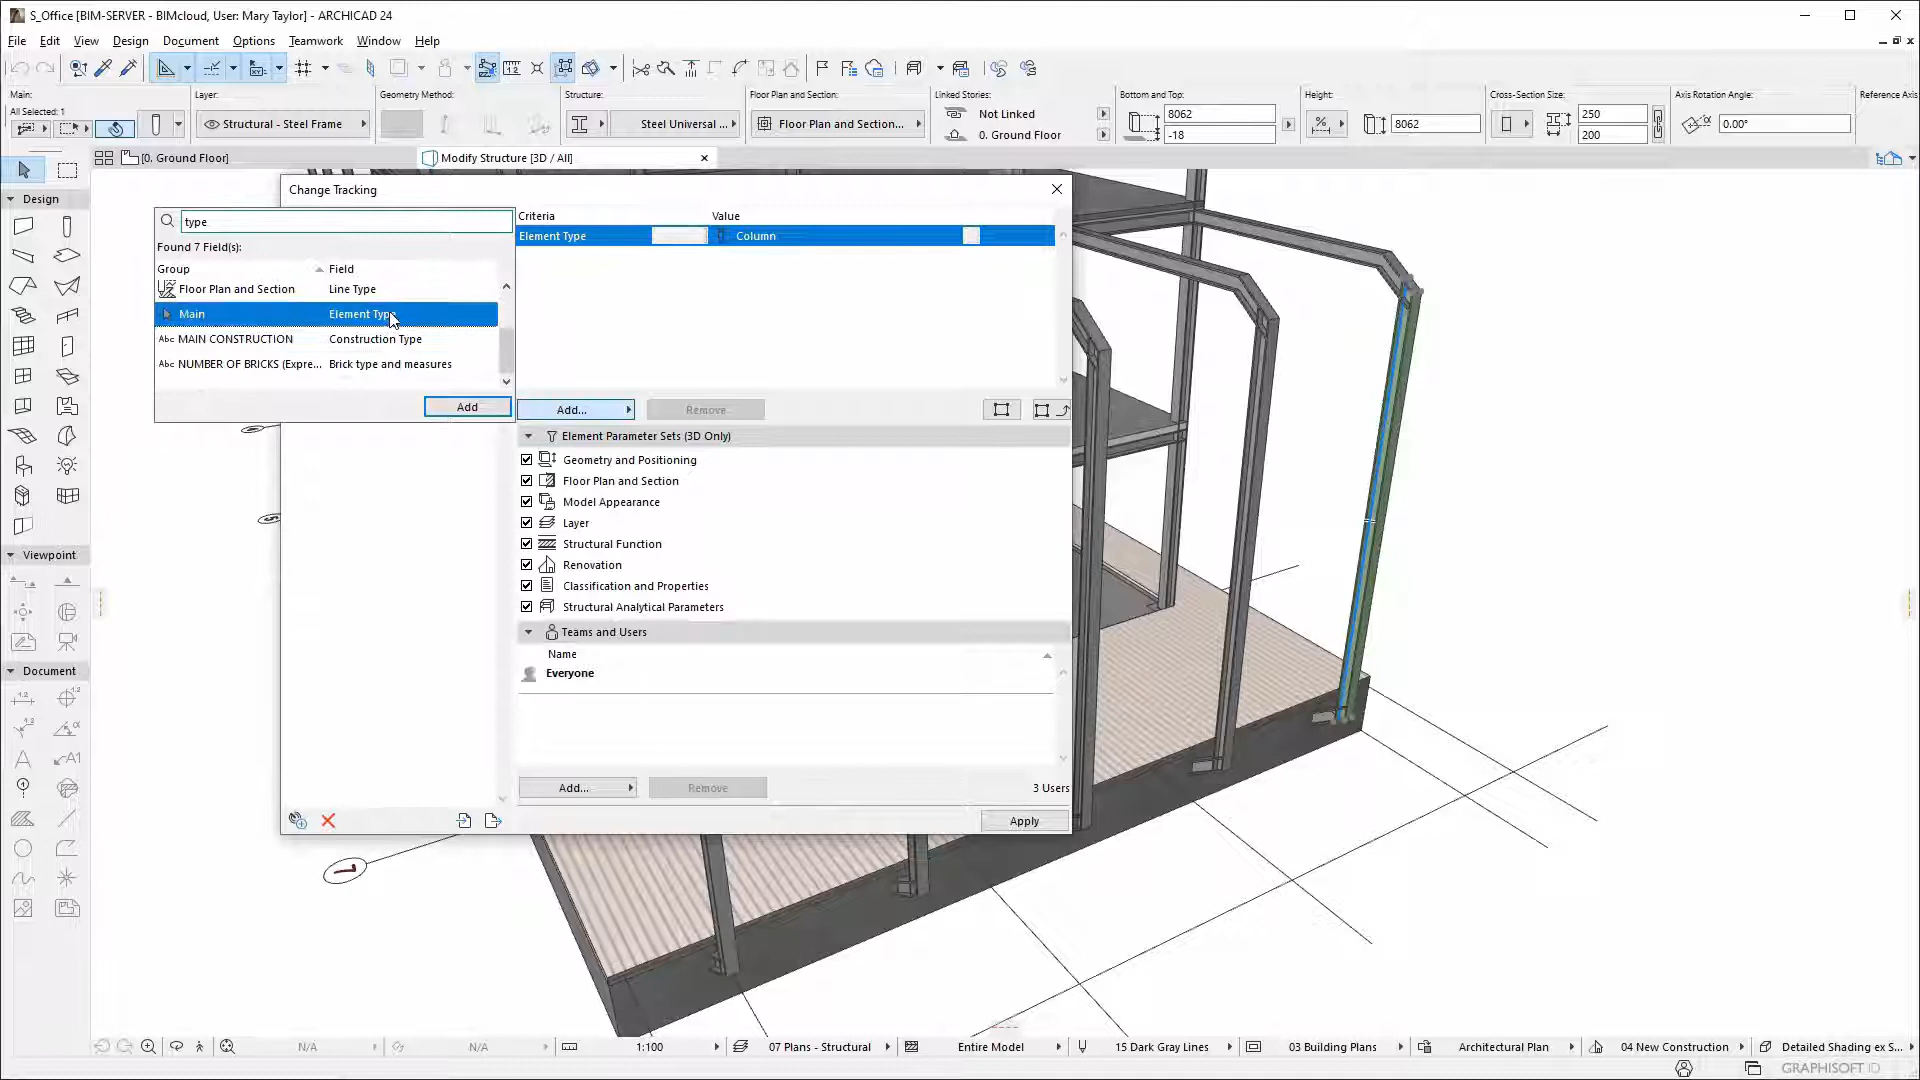 S_Office [BIM-SERVER - BIMcloud, User: Mary Taylor] - ARCHICAD 24
File Edit View Design Document Options Teamwork Window Help
Main:
All Selected: 1
Layer:
Structural - Steel Frame
Geometry Method:
Structure:
Steel Universal ...
Floor Plan and Section:
Floor Plan and Section...
Linked Stories:
Not Linked
0. Ground Floor
Bottom and Top:
8062
-18
Height:
8062
Cross-Section Size:
250
200
Axis Rotation Angle:
0.00°
Reference Axis
[0. Ground Floor]
Modify Structure [3D / All]
Design
Viewpoint
Document
Change Tracking
type
Found 7 Field(s):
Group Field
Floor Plan and Section Line Type
Main Element Type
Abc MAIN CONSTRUCTION Construction Type
Abc NUMBER OF BRICKS (Expre... Brick type and measures
Add
Criteria Value
Element Type Column
Add... Remove
Element Parameter Sets (3D Only)
Geometry and Positioning
Floor Plan and Section
Model Appearance
Layer
Structural Function
Renovation
Classification and Properties
Structural Analytical Parameters
Teams and Users
Name
Everyone
Add... Remove 3 Users
Apply
N/A N/A 1:100 07 Plans - Structural Entire Model 15 Dark Gray Lines 03 Building Plans Architectural Plan 04 New Construction Detailed Shading ex S...
GRAPHISOFT ID